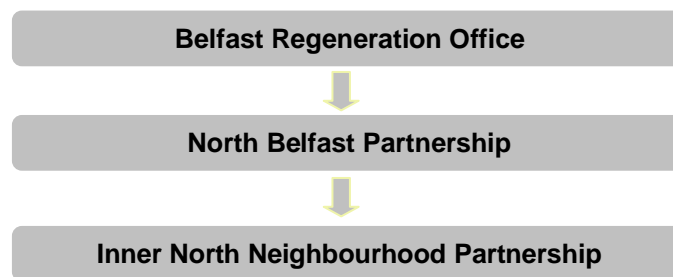 Belfast Regeneration Office
North Belfast Partnership
Inner North Neighbourhood Partnership